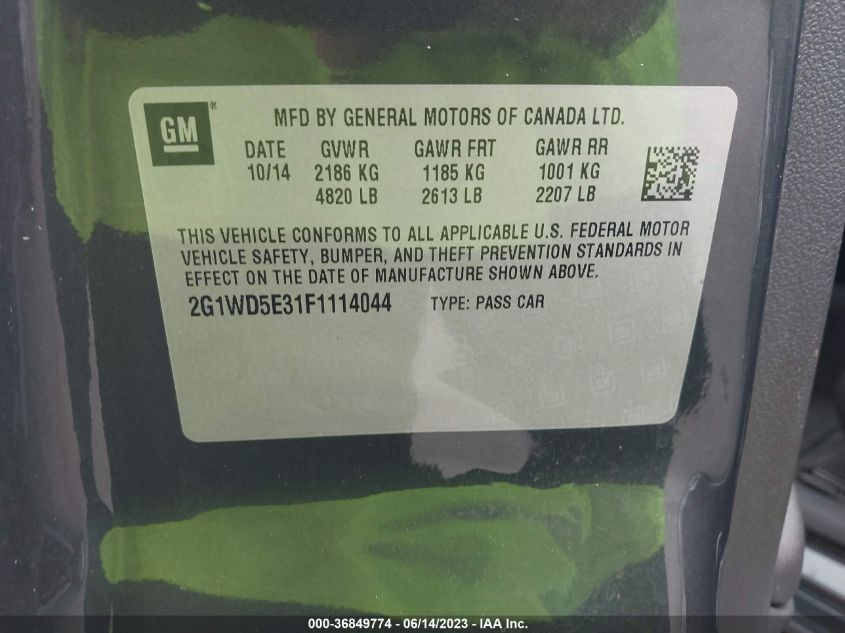 GM®
MFD BY GENERAL MOTORS OF CANADA LTD.
DATE GVWR GAWR FRT GAWR RR
10/14 2186 KG 1185 KG 1001 KG
4820 LB 2613 LB 2207 LB
THIS VEHICLE CONFORMS TO ALL APPLICABLE U.S. FEDERAL MOTOR
VEHICLE SAFETY, BUMPER, AND THEFT PREVENTION STANDARDS IN
EFFECT ON THE DATE OF MANUFACTURE SHOWN ABOVE.
2G1WD5E31F1114044 TYPE: PASS CAR
000-36849774 - 06/14/2023 - IAA Inc.